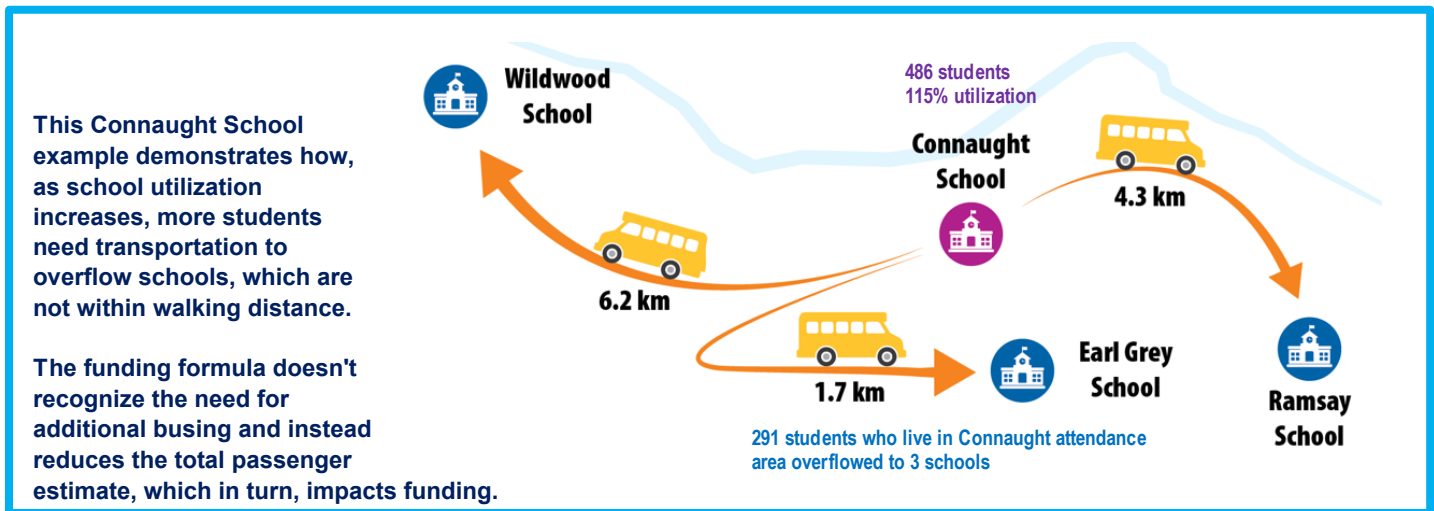 This Connaught School
example demonstrates how,
as school utilization
increases, more students
need transportation to
overflow schools, which are
not within walking distance.
The funding formula doesn't
recognize the need for
additional busing and instead
reduces the total passenger
estimate, which in turn, impacts funding.
Wildwood
School
486 students
115% utilization
Connaught
School
4.3 km
6.2 km
1.7 km
Earl Grey
School
Ramsay
School
291 students who live in Connaught attendance
area overflowed to 3 schools